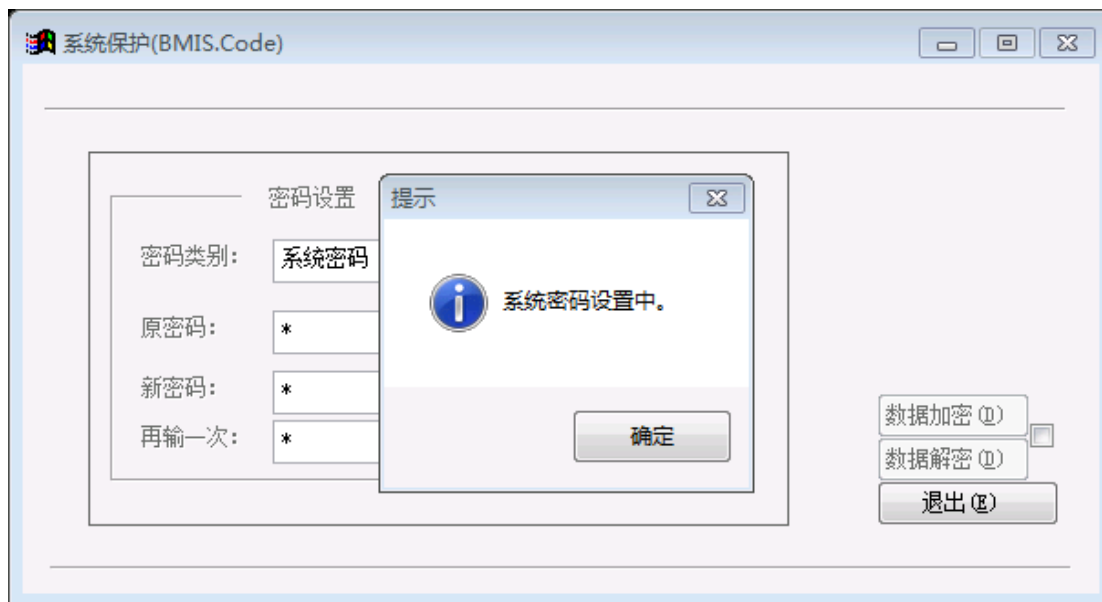 系统保护(BMIS.Code)
密码设置
提示
密码类别:
系统密码
系统密码设置中。
原密码:
*
新密码:
*
再输一次:
*
确定
数据加密(D)
数据解密(D)
退出(E)